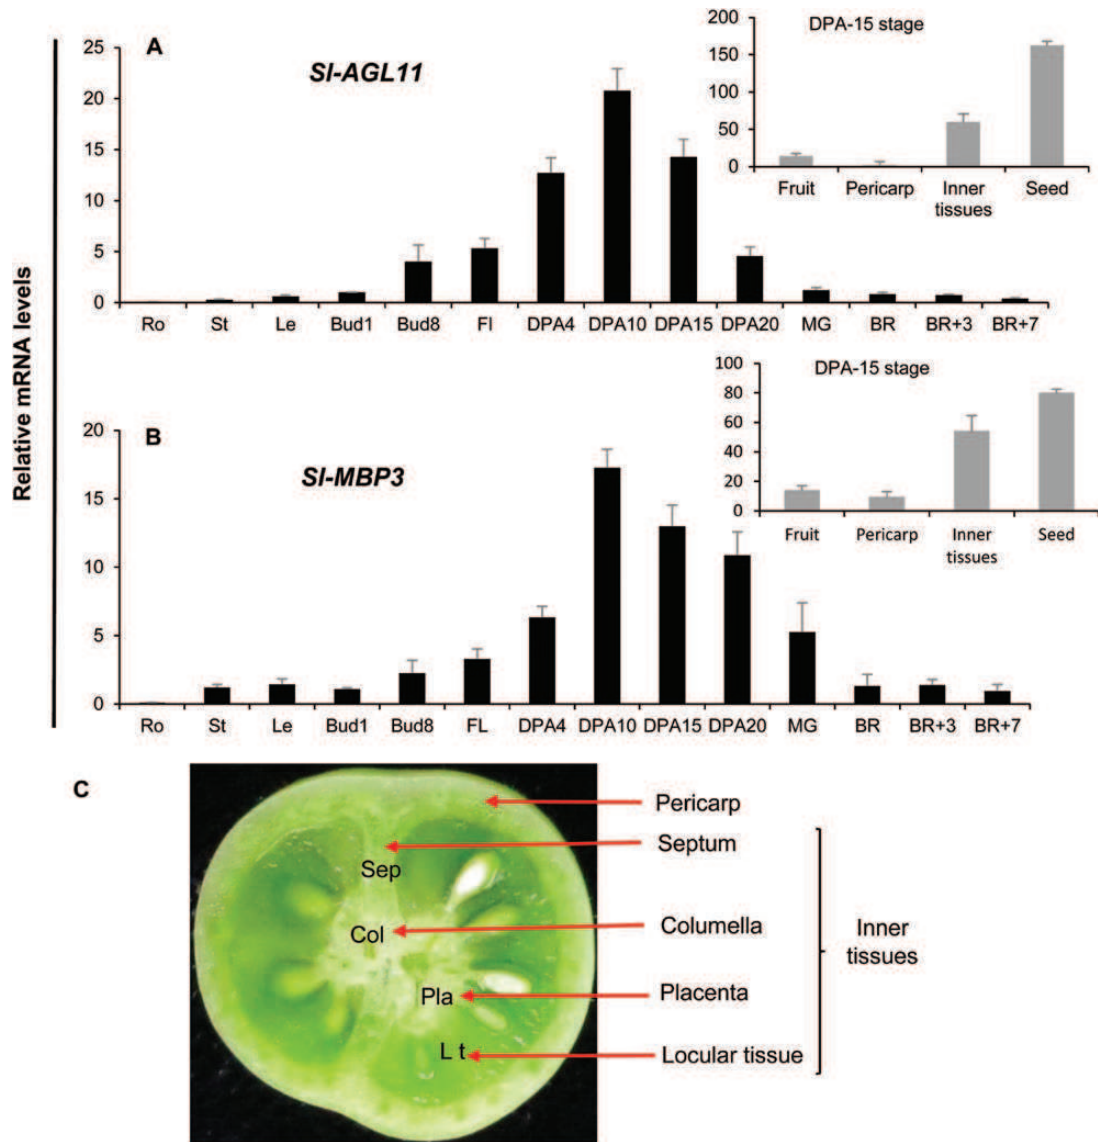 Relative mRNA levels
A
Sl-AGL11
25
20
15
10
5
0
Ro St Le Bud1 Bud8 Fl DPA4 DPA10 DPA15 DPA20 MG BR BR+3 BR+7
DPA-15 stage
200
150
100
50
0
Fruit Pericarp Inner Seed
tissues
B
Sl-MBP3
20
15
10
5
0
Ro St Le Bud1 Bud8 FL DPA4 DPA10 DPA15 DPA20 MG BR BR+3 BR+7
DPA-15 stage
100
80
60
40
20
0
Fruit Pericarp Inner Seed
tissues
C
Pericarp
Septum
Sep
Columella
Col
Placenta
Pla
Locular tissue
L t
Inner
tissues